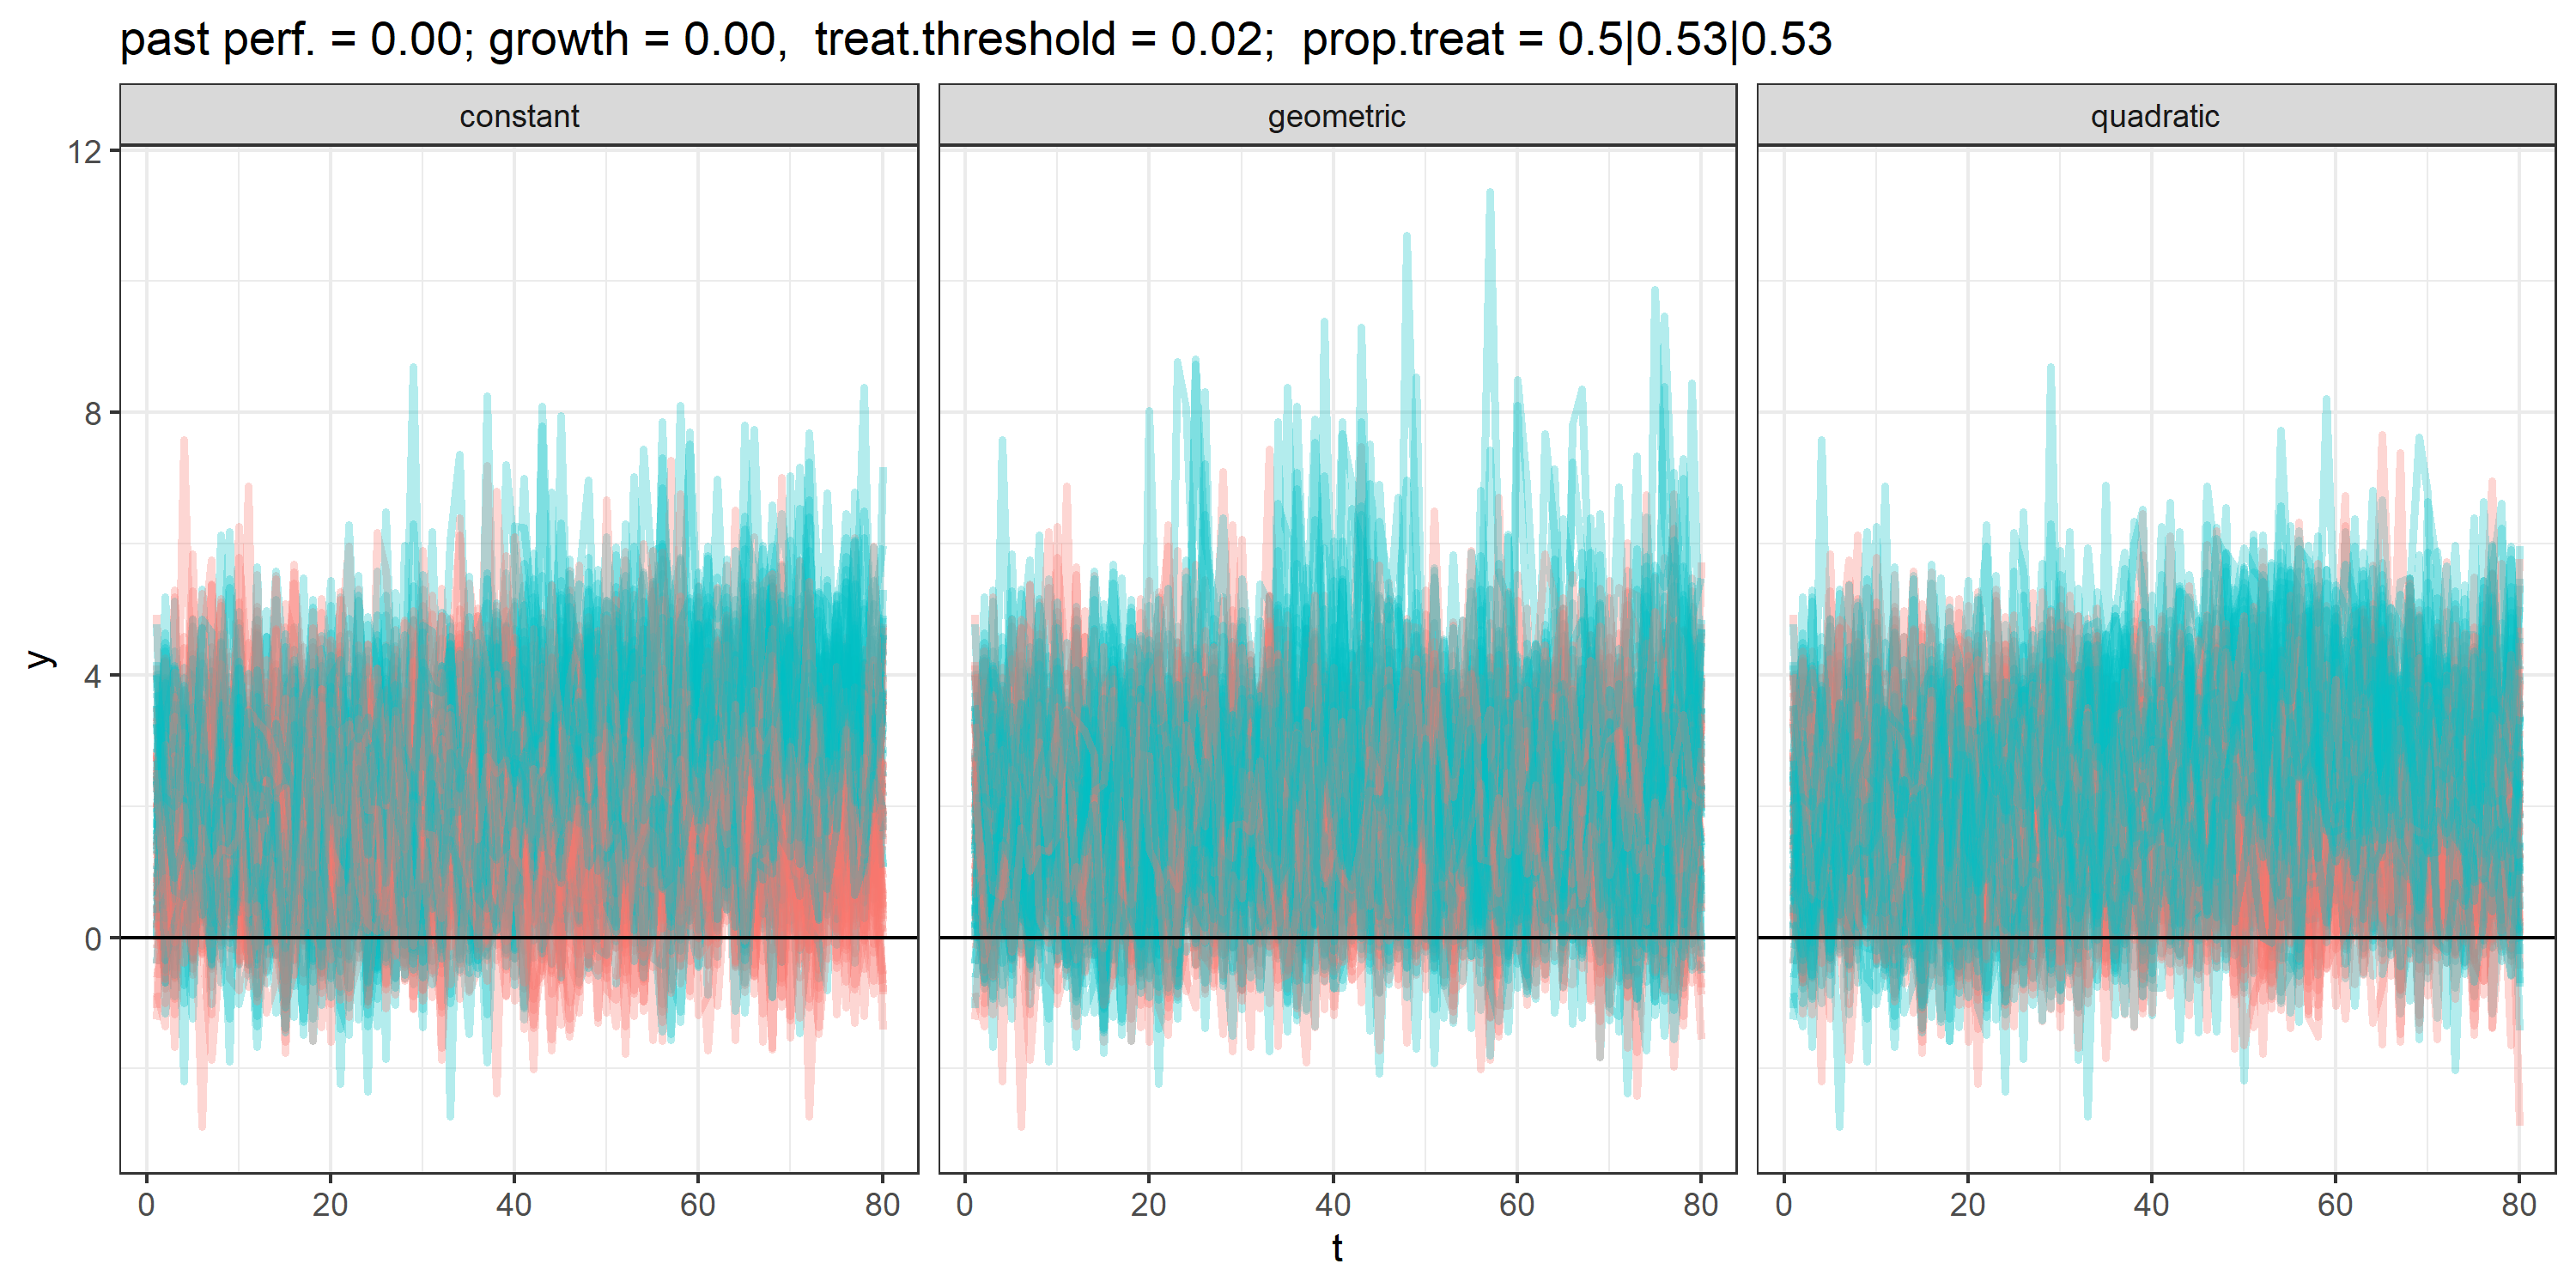 past perf. = 0.00; growth = 0.00,  treat.threshold = 0.02;  prop.treat = 0.5|0.53|0.53
constant geometric quadratic
12
8
4
0
y
0 20 40 60 80 0 20 40 60 80 0 20 40 60 80
t